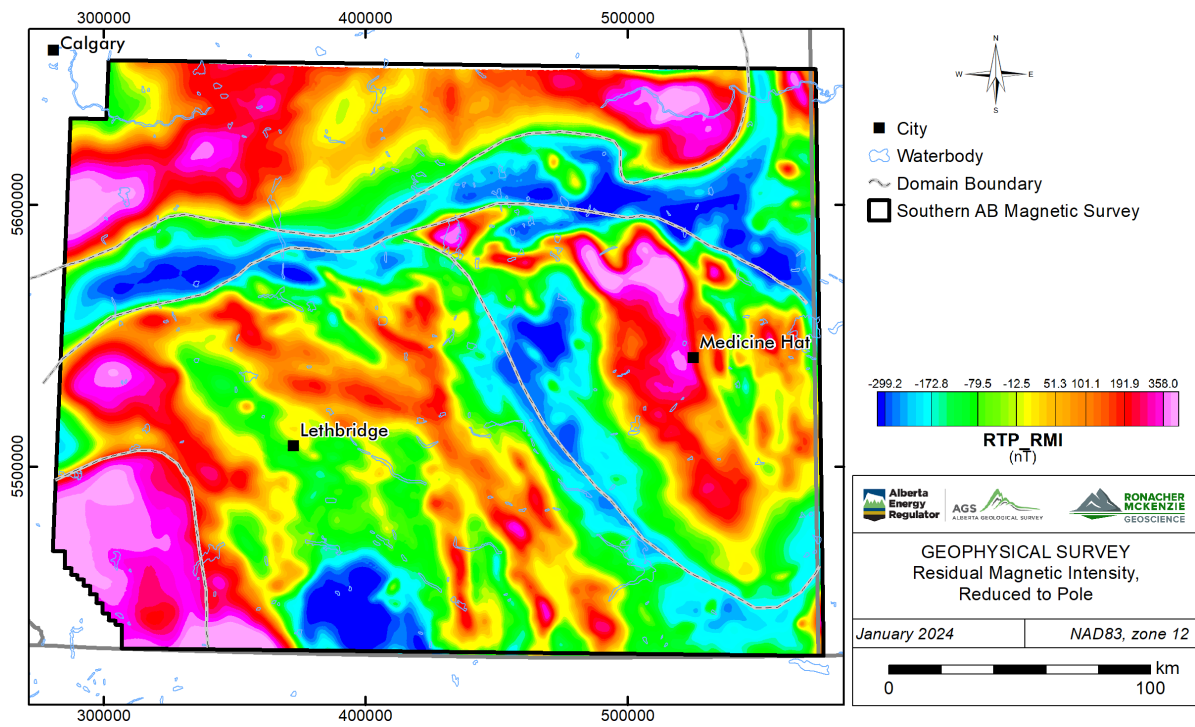 300000 400000 500000
Calgary
5600000
5500000
Medicine Hat
Lethbridge
300000 400000 500000
N
W E
S
City
Waterbody
Domain Boundary
Southern AB Magnetic Survey
-299.2 -172.8 -79.5 -12.5 51.3 101.1 191.9 358.0
RTP_RMI
(nT)
Alberta
Energy
Regulator
AGS
ALBERTA GEOLOGICAL SURVEY
RONACHER
MCKENZIE
GEOSCIENCE
GEOPHYSICAL SURVEY
Residual Magnetic Intensity,
Reduced to Pole
January 2024 NAD83, zone 12
km
0 100